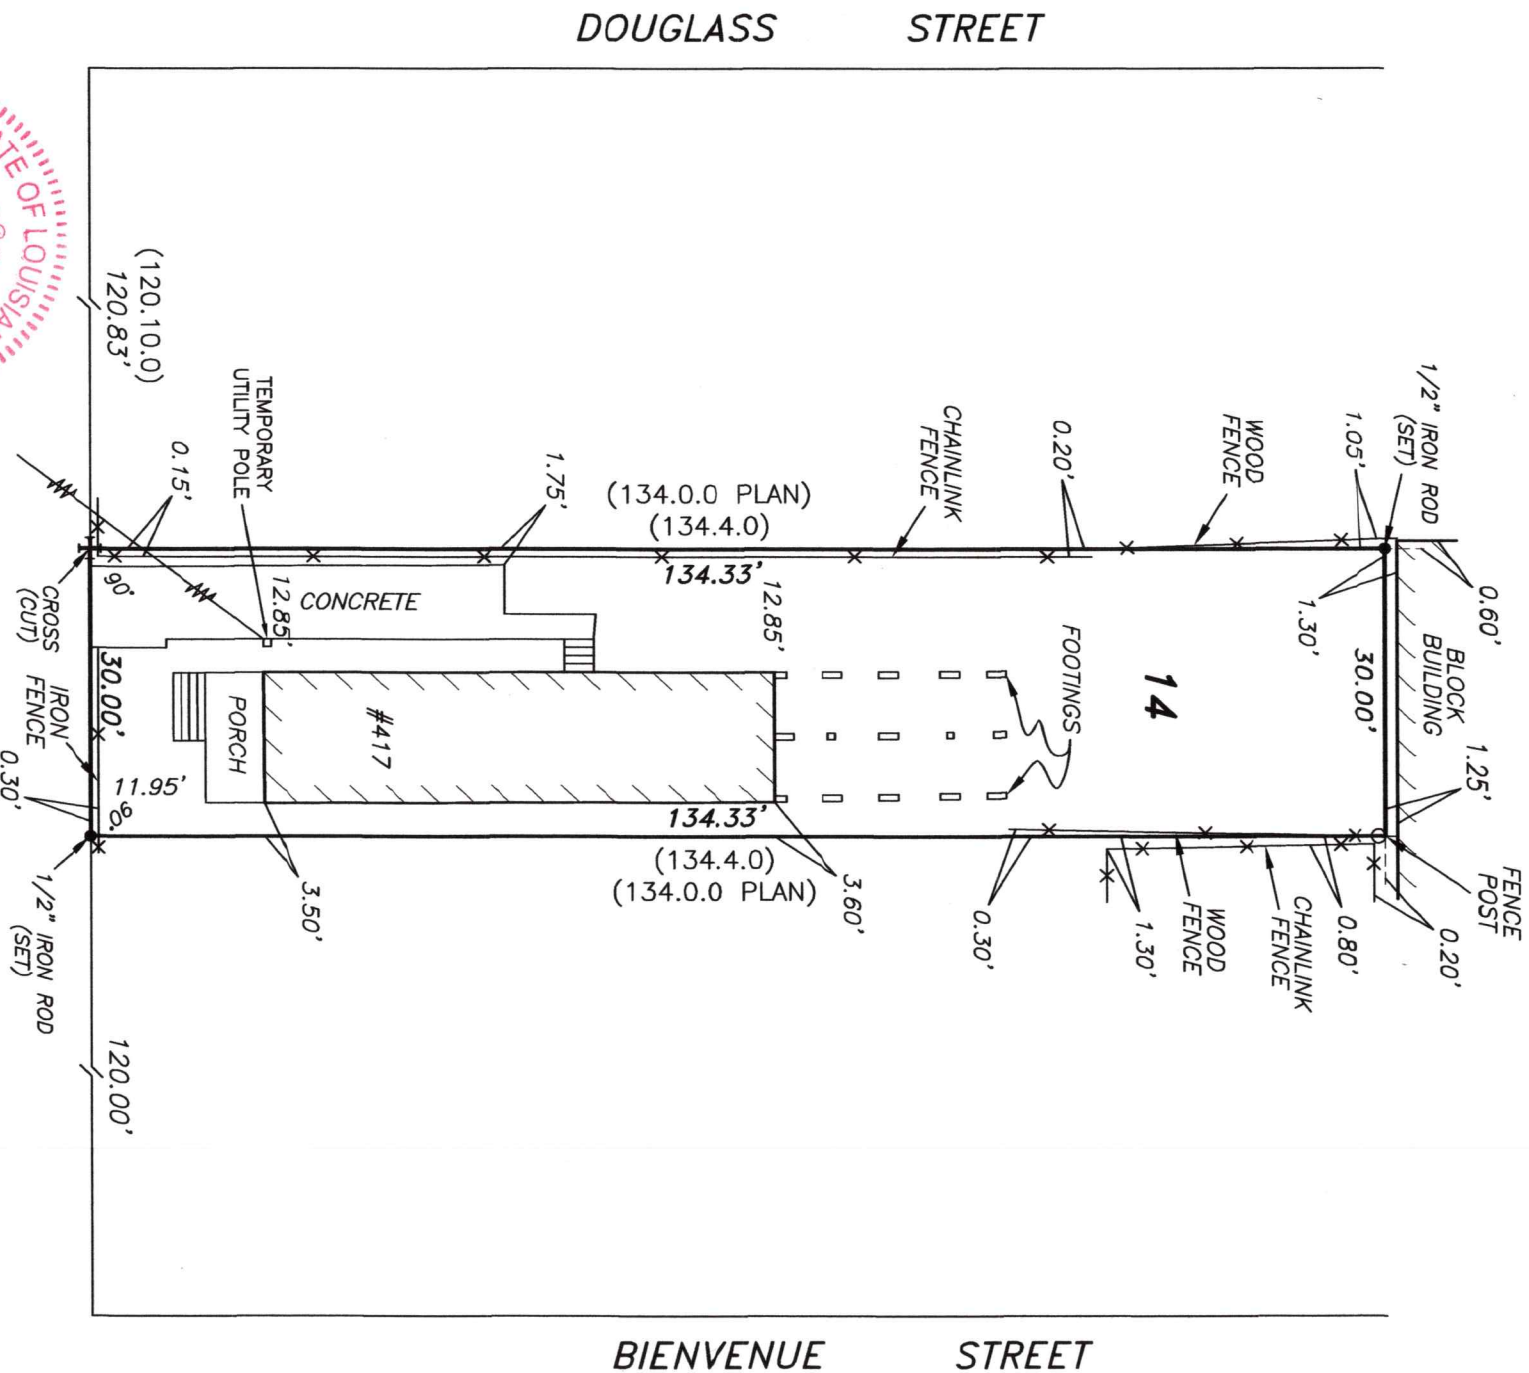 DOUGLASS STREET
ATE OF LOUISIA
(120.10.0)
120.83'
0.15'
TEMPORARY
UTILITY POLE
1.75'
(134.0.0 PLAN)
(134.4.0)
134.33'
CHAINLINK
FENCE
0.20'
WOOD
FENCE
1.05'
1/2" IRON ROD
(SET)
0.60'
1.30'
30.00'
BLOCK
BUILDING
1.25'
90°
CROSS
(CUT)
CONCRETE
12.85'
12.85'
FOOTINGS
14
30.00'
IRON
FENCE
0.30'
11.95'
90°
PORCH
#417
134.33'
(134.4.0)
(134.0.0 PLAN)
3.50'
3.60'
0.30'
1.30'
WOOD
FENCE
CHAINLINK
FENCE
0.80'
0.20'
FENCE
POST
1/2" IRON ROD
(SET)
120.00'
BIENVENUE STREET